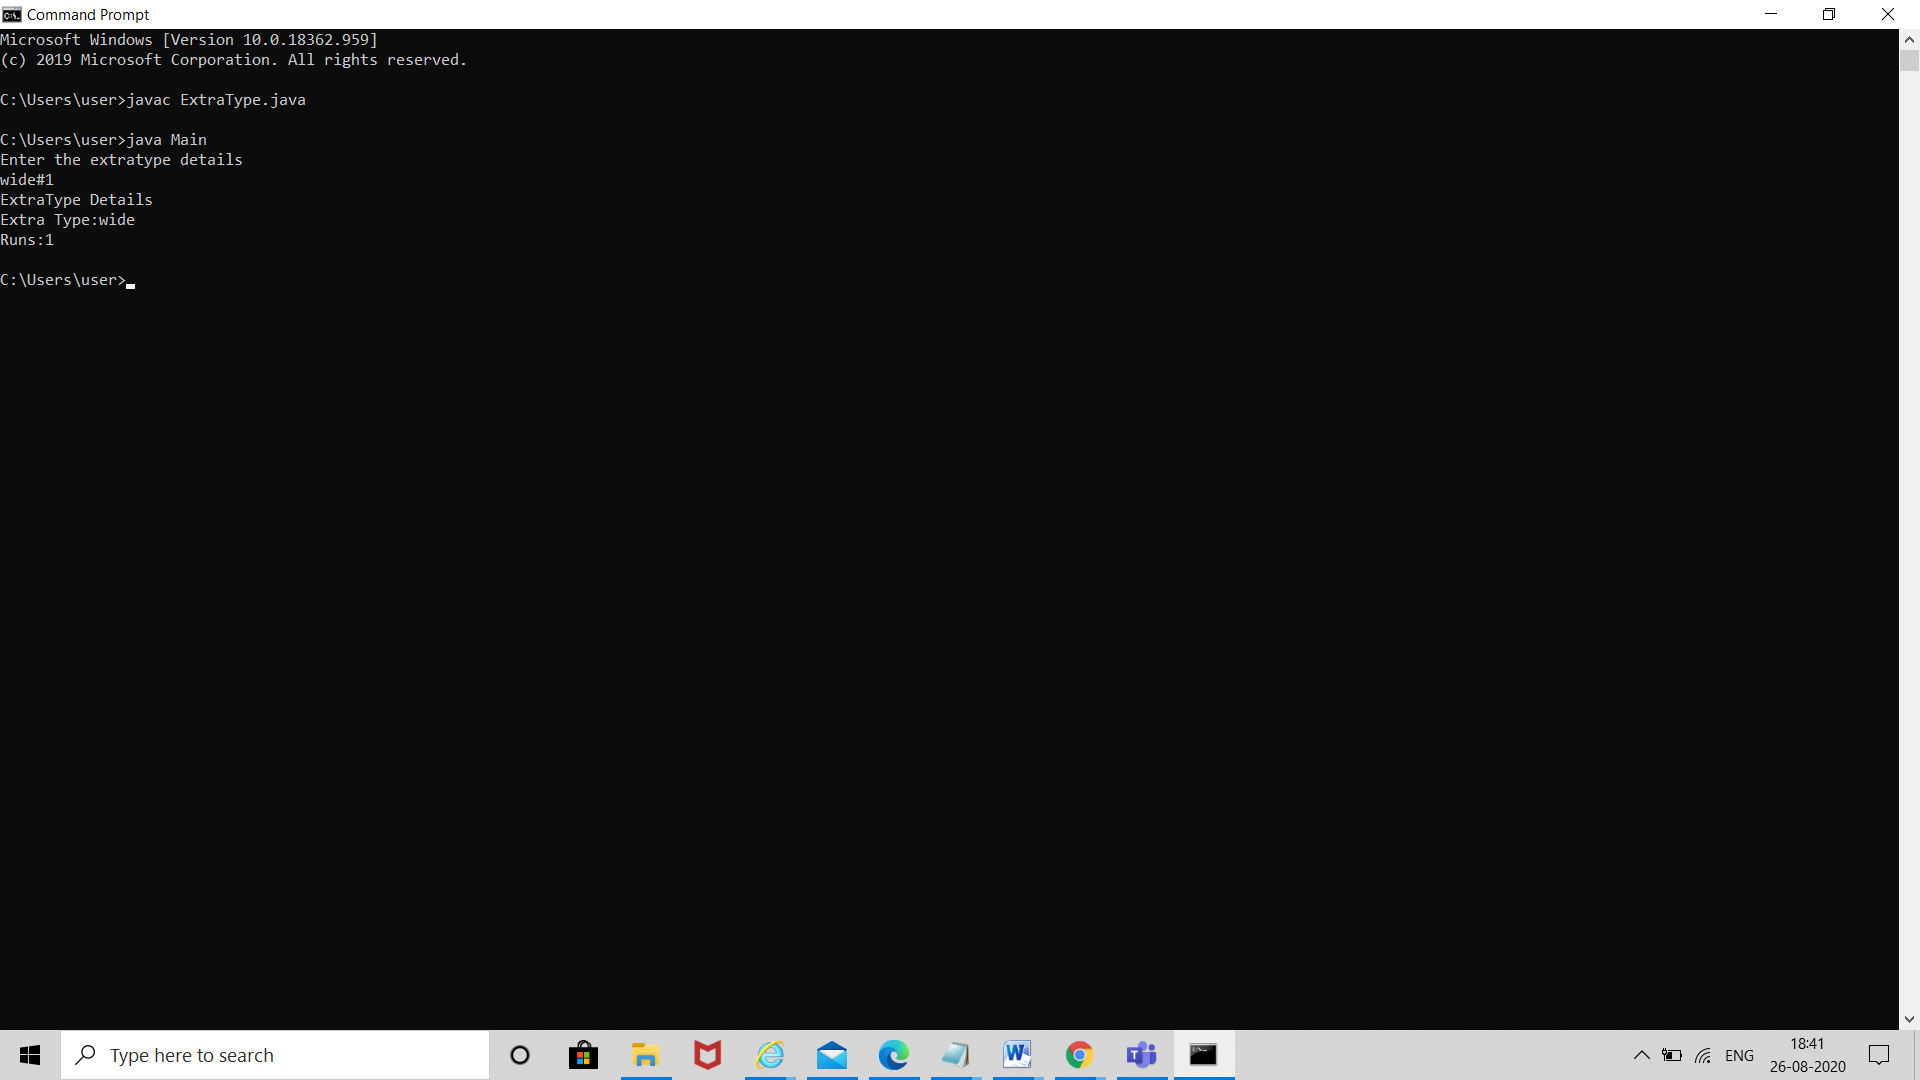 Command Prompt
Microsoft Windows [Version 10.0.18362.959]
(c) 2019 Microsoft Corporation. All rights reserved.
C:\Users\user>javac ExtraType.java
C:\Users\user>java Main
Enter the extratype details
wide#1
ExtraType Details
Extra Type:wide
Runs:1
C:\Users\user>
Type here to search
ENG
18:41
26-08-2020